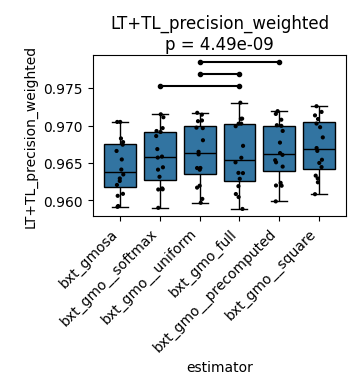 LT+TL_precision_weighted
p = 4.49e-09
LT+TL_precision_weighted
0.975
0.970
0.965
0.960
bxt_gmosa
bxt_gmo__softmax
bxt_gmo__uniform
bxt_gmo_full
bxt_gmo__precomputed
bxt_gmo__square
estimator